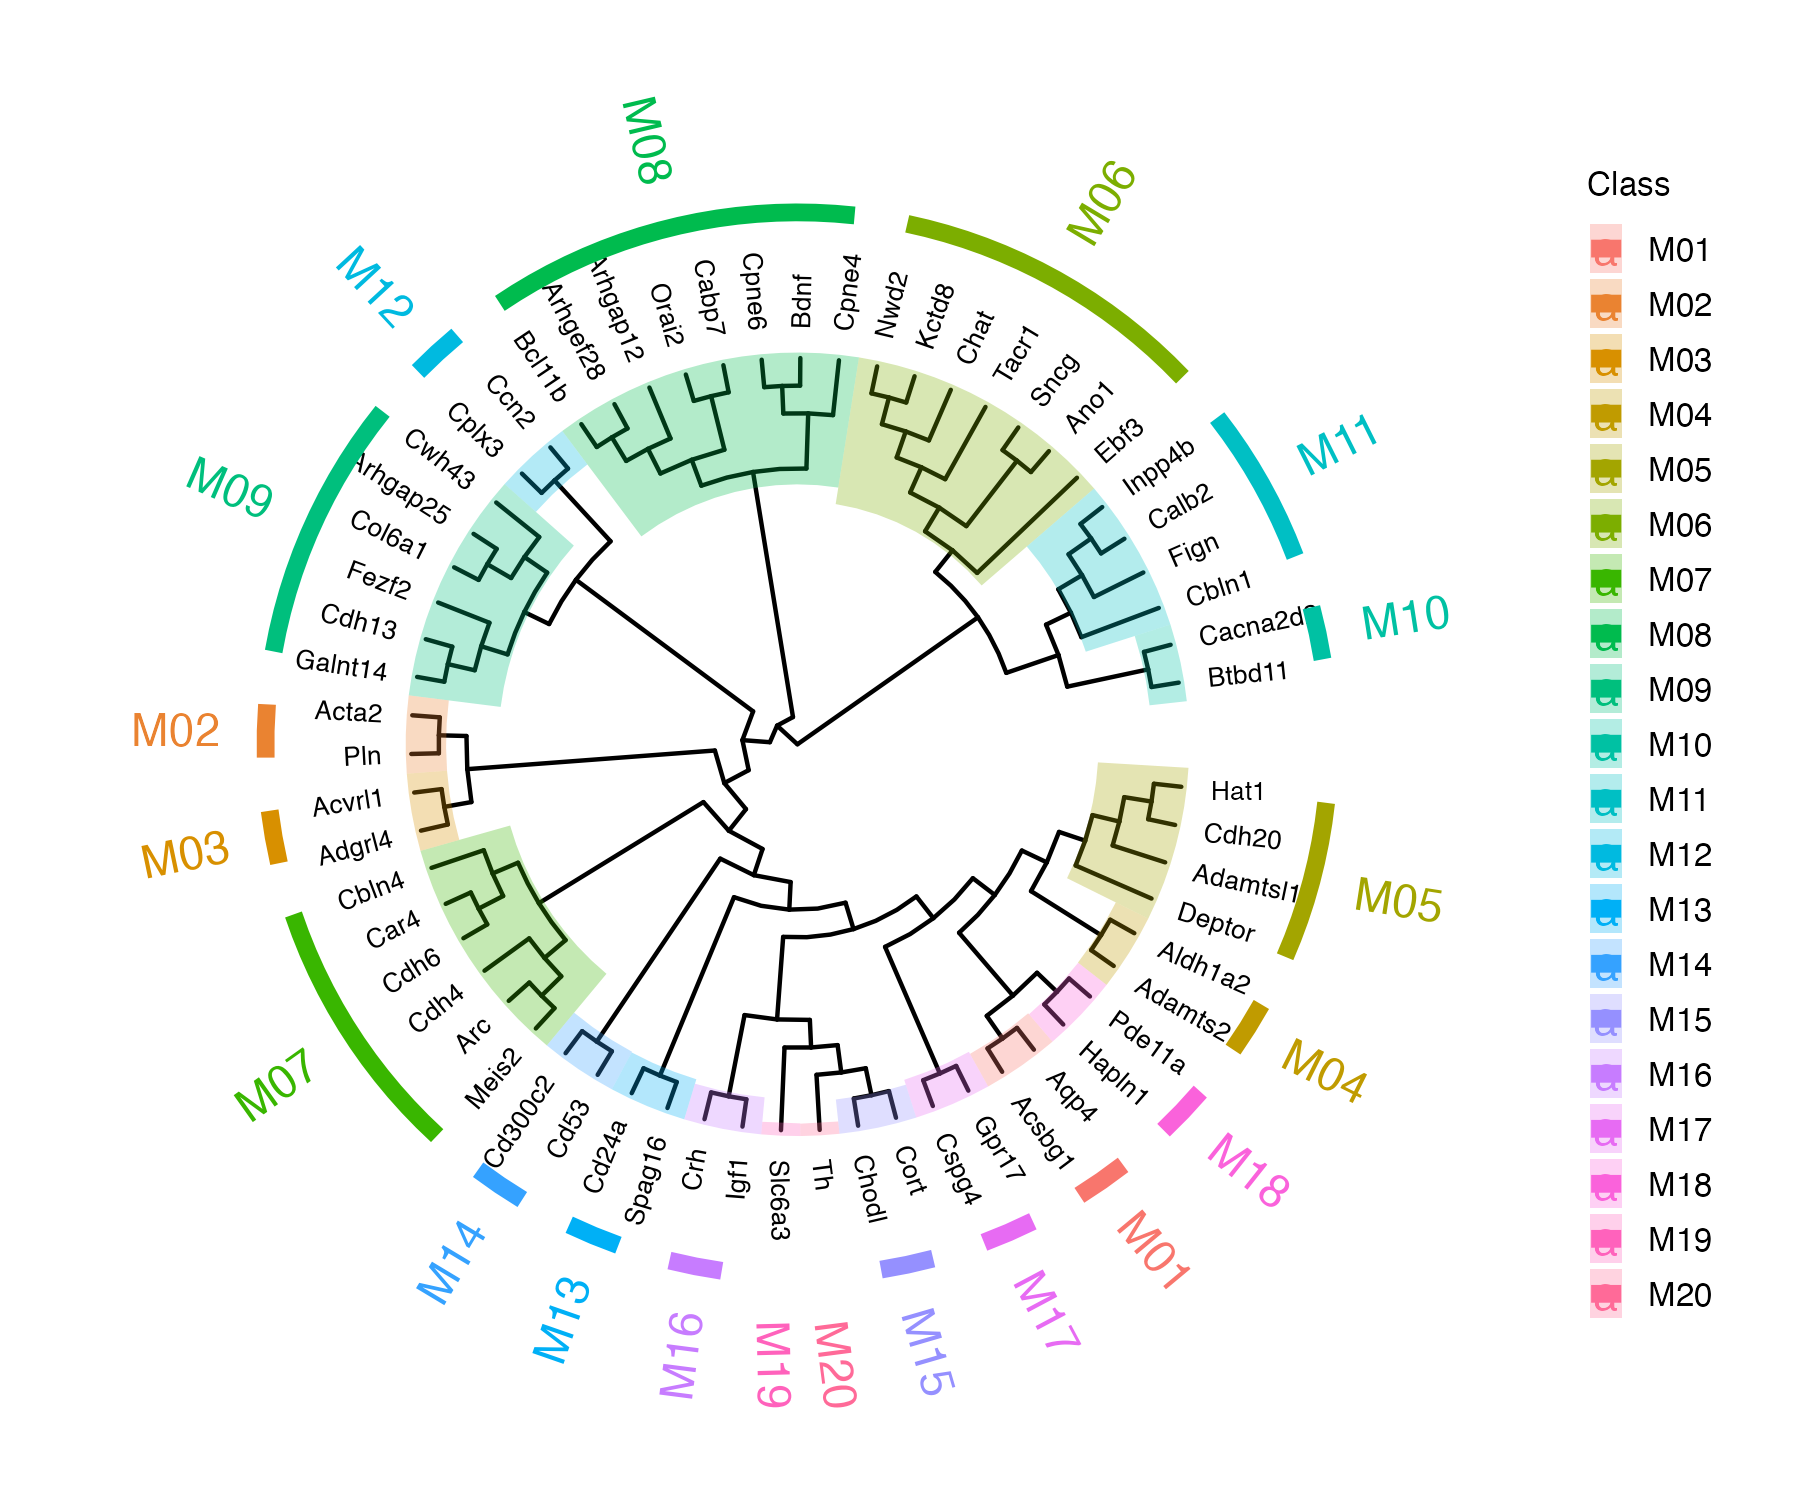 M08
M06
M12
M11
M09
M10
M02
M03
M05
M07
M04
M18
M14
M01
M13
M17
M16
M19
M20
M15
Cpne4
Bdnf
Cpne6
Cabp7
Orai2
Arhgap12
Arhgef28
Bcl11b
Ccn2
Cplx3
Cwh43
Arhgap25
Col6a1
Fezf2
Cdh13
Galnt14
Acta2
Pln
Acvrl1
Adgrl4
Cbln4
Car4
Cdh6
Cdh4
Arc
Meis2
Cd300c2
Cd53
Cd24a
Spag16
Crh
Igf1
Slc6a3
Th
Chodl
Cort
Cspg4
Gpr17
Acsbg1
Aqp4
Hapln1
Pde11a
Adamts2
Aldh1a2
Deptor
Adamtsl1
Cdh20
Hat1
Btbd11
Cbln1
Fign
Calb2
Inpp4b
Ebf3
Ano1
Sncg
Tacr1
Chat
Kctd8
Nwd2
Class
a M01
a M02
a M03
a M04
a M05
a M06
a M07
a M08
a M09
a M10
a M11
a M12
a M13
a M14
a M15
a M16
a M17
a M18
a M19
a M20